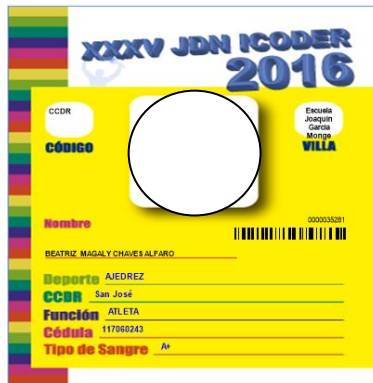 XXXV JDN ICODER
2016
CCDR
CÓDIGO
Escuela
Joaquín
García
Monge
VILLA
Nombre
0000035281
BEATRIZ MAGALY CHAVES ALFARO
Deporte AJEDREZ
CCDR San José
Función ATLETA
Cédula 117060243
Tipo de Sangre A+